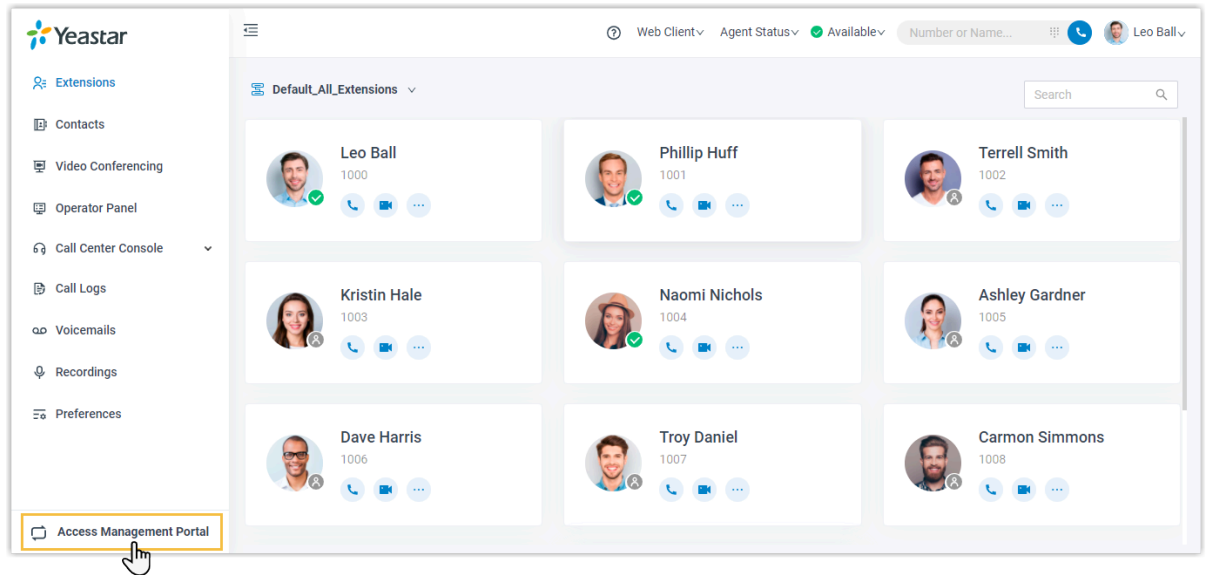 Yeastar
Web Client Agent Status Available Number or Name... Leo Ball
Extensions
Contacts
Video Conferencing
Operator Panel
Call Center Console
Call Logs
Voicemails
Recordings
Preferences
Access Management Portal
Default_All_Extensions
Search
Leo Ball
1000
Phillip Huff
1001
Terrell Smith
1002
Kristin Hale
1003
Naomi Nichols
1004
Ashley Gardner
1005
Dave Harris
1006
Troy Daniel
1007
Carmon Simmons
1008